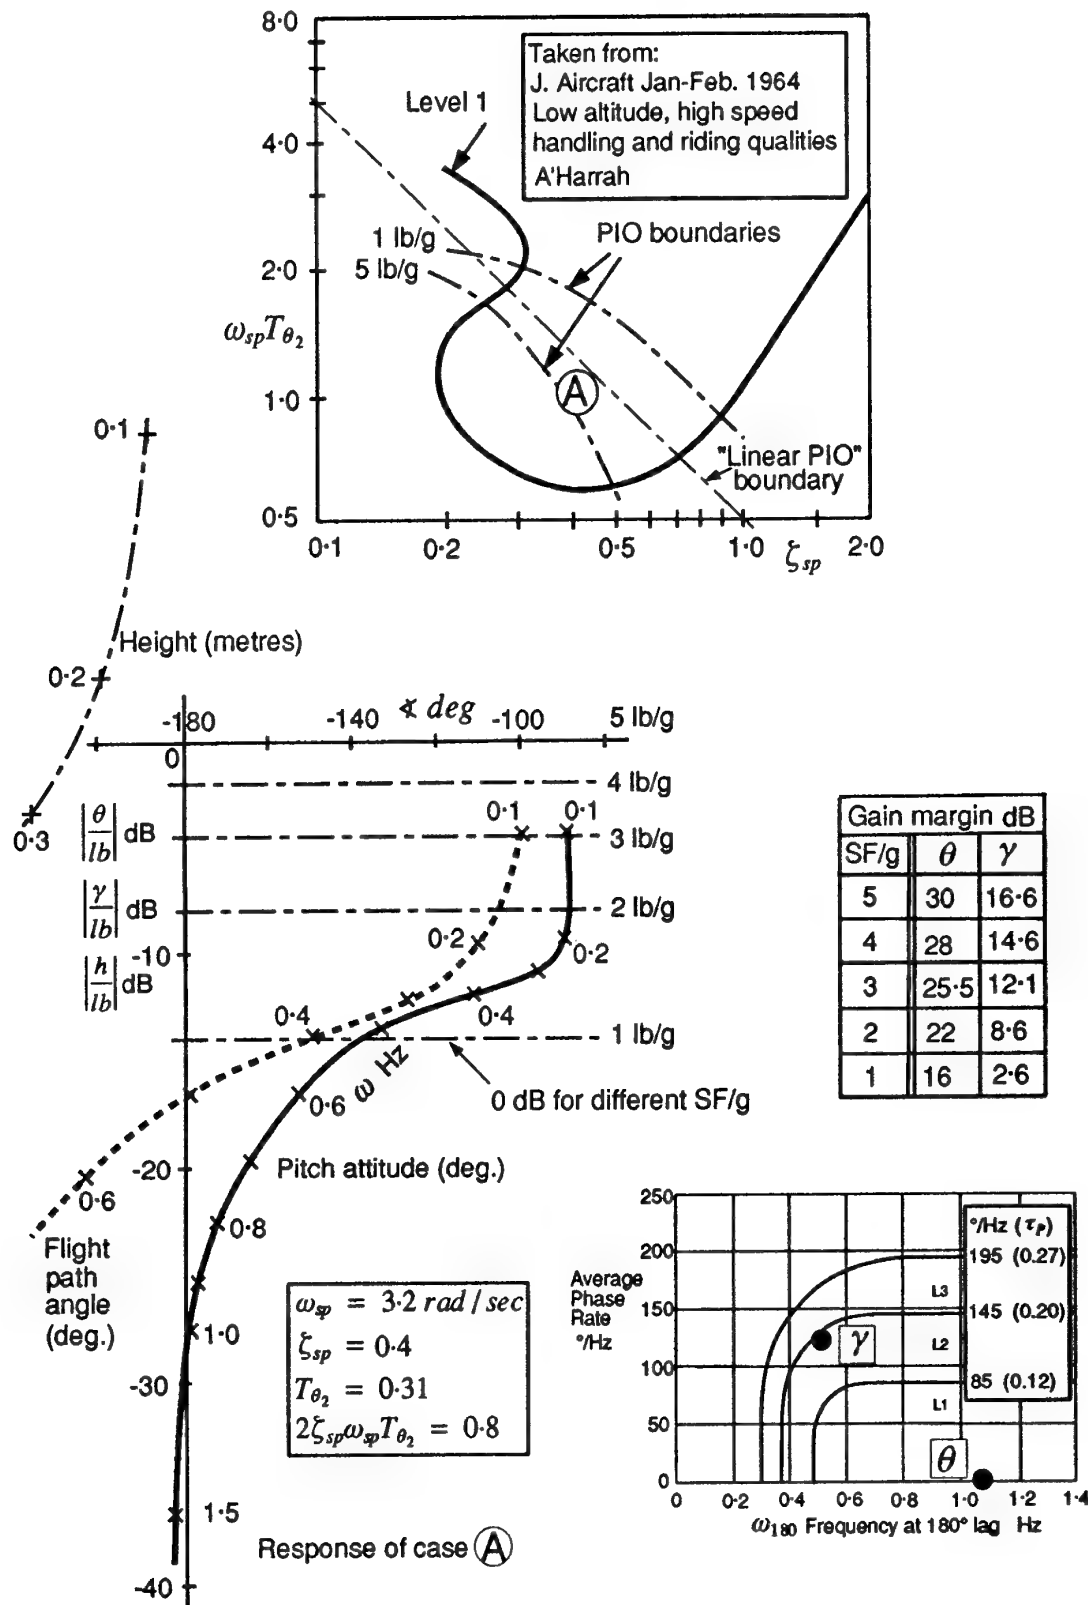 8·0
4·0
2·0
1·0
0·5
ω_sp T_θ2
0·1
0·2
0·5
1·0
2·0
ζ_sp
Taken from:
J. Aircraft Jan-Feb. 1964
Low altitude, high speed
handling and riding qualities
A'Harrah
Level 1
1 lb/g
5 lb/g
PIO boundaries
A
"Linear PIO"
boundary
0·1
Height (metres)
0·2
0·3
-180
-140
∢ deg
-100
5 lb/g
0
4 lb/g
|θ/lb| dB
0·1
0·1
3 lb/g
|γ/lb| dB
2 lb/g
0·2
0·2
-10
|h/lb| dB
0·4
0·4
1 lb/g
0·6
ω Hz
0 dB for different SF/g
-20
Pitch attitude (deg.)
0·6
0·8
Flight
path
angle
(deg.)
1·0
-30
1·5
-40
ω_sp = 3·2 rad / sec
ζ_sp = 0·4
T_θ2 = 0·31
2ζ_sp ω_sp T_θ2 = 0·8
Response of case A
Gain margin dB
SF/g θ γ
5 30 16·6
4 28 14·6
3 25·5 12·1
2 22 8·6
1 16 2·6
Average
Phase
Rate
°/Hz
250
200
150
100
50
0
°/Hz (τ_p)
195 (0.27)
L3
145 (0.20)
γ
L2
85 (0.12)
L1
θ
0
0·2
0·4
0·6
0·8
1·0
1·2
1·4
ω180 Frequency at 180° lag Hz